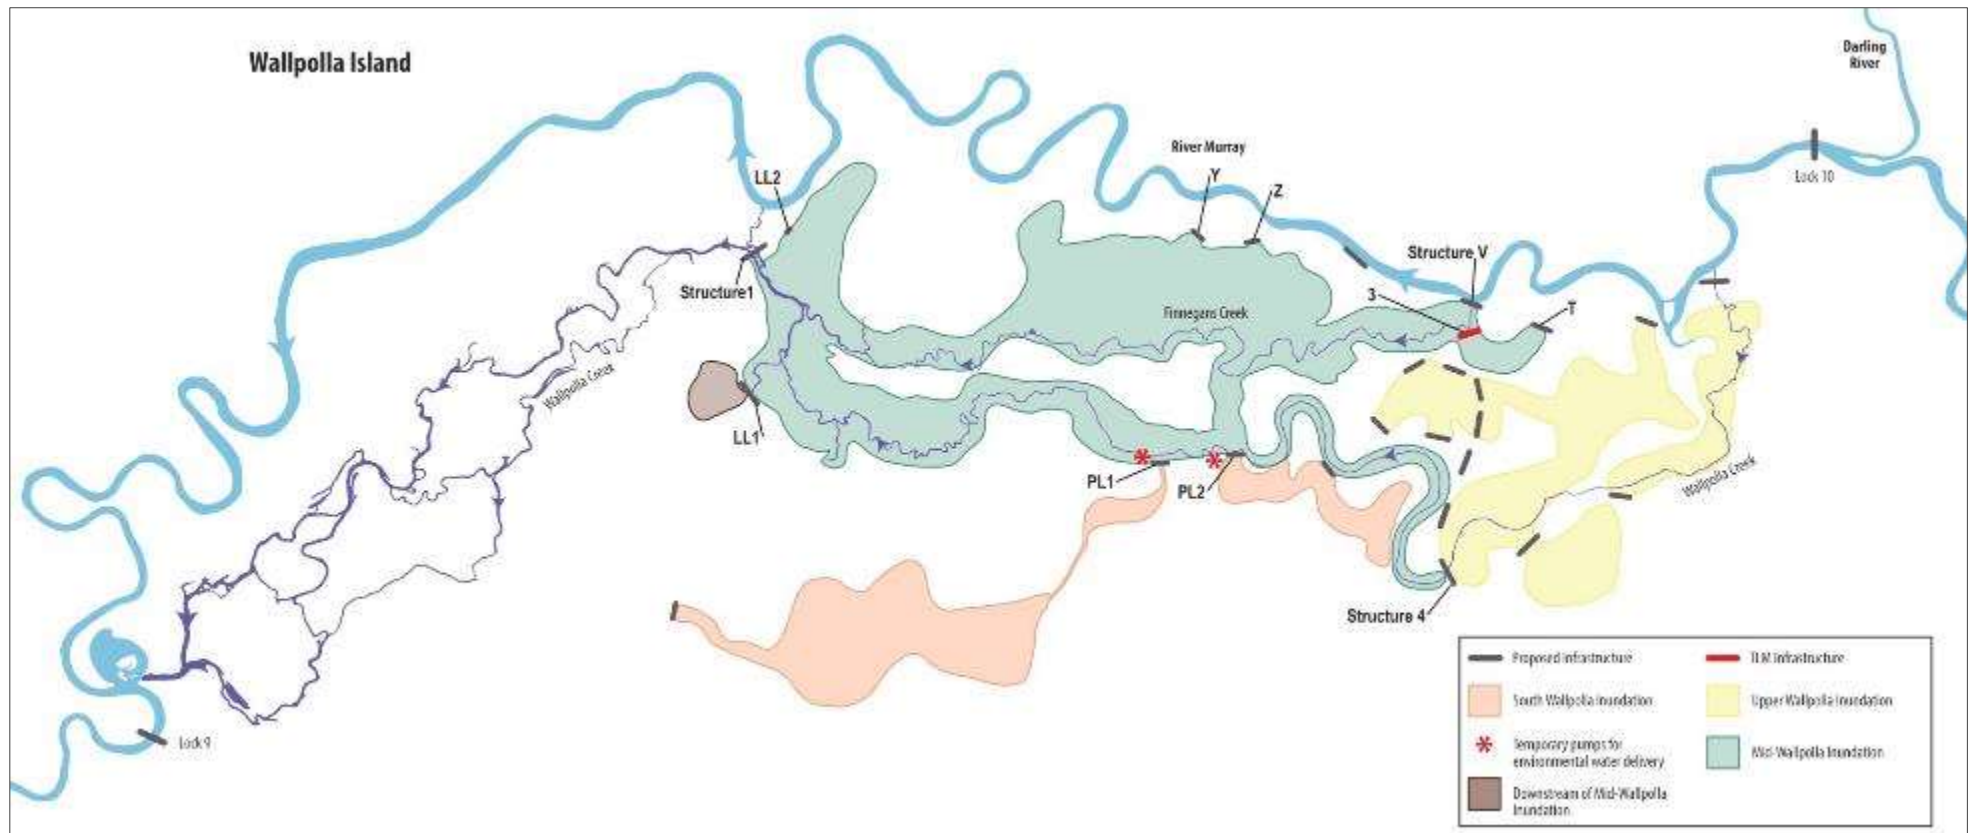 Wallpolla Island
Darling
River
River Murray
Lock 10
LL2
Y
Z
Structure V
Structure1
3
T
Finnegans Creek
Wallpolla Creek
LL1
PL1
PL2
Wallpolla Creek
Structure 4
Lock 9
Proposed Infrastructure
TLM Infrastructure
South Wallpolla Inundation
Upper Wallpolla Inundation
Temporary pumps for
environmental water delivery
Mid-Wallpolla Inundation
Downstream of Mid-Wallpolla
Inundation